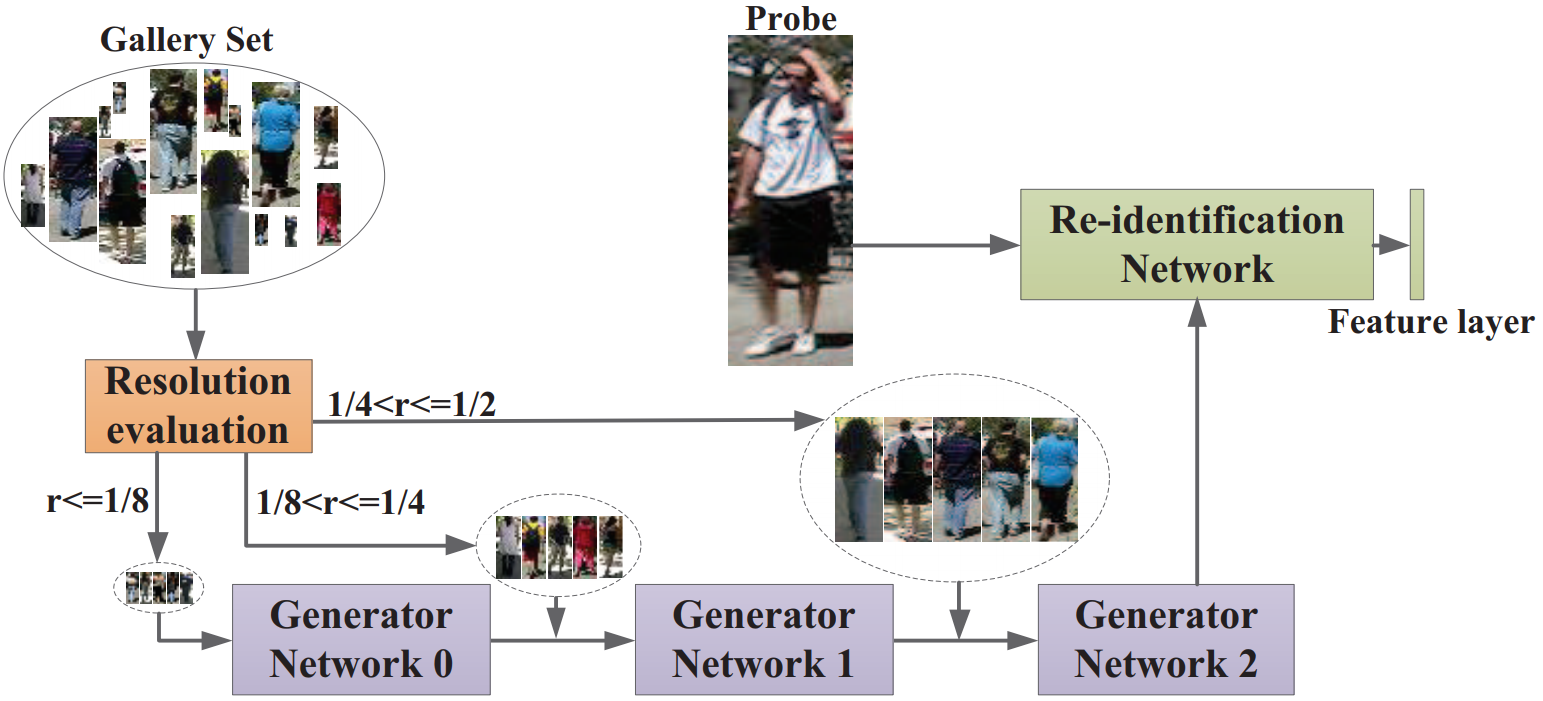 Probe
Gallery Set
Re-identification
Network
Feature layer
Resolution
evaluation
1/4<r<=1/2
r<=1/8
1/8<r<=1/4
Generator
Network 0
Generator
Network 1
Generator
Network 2